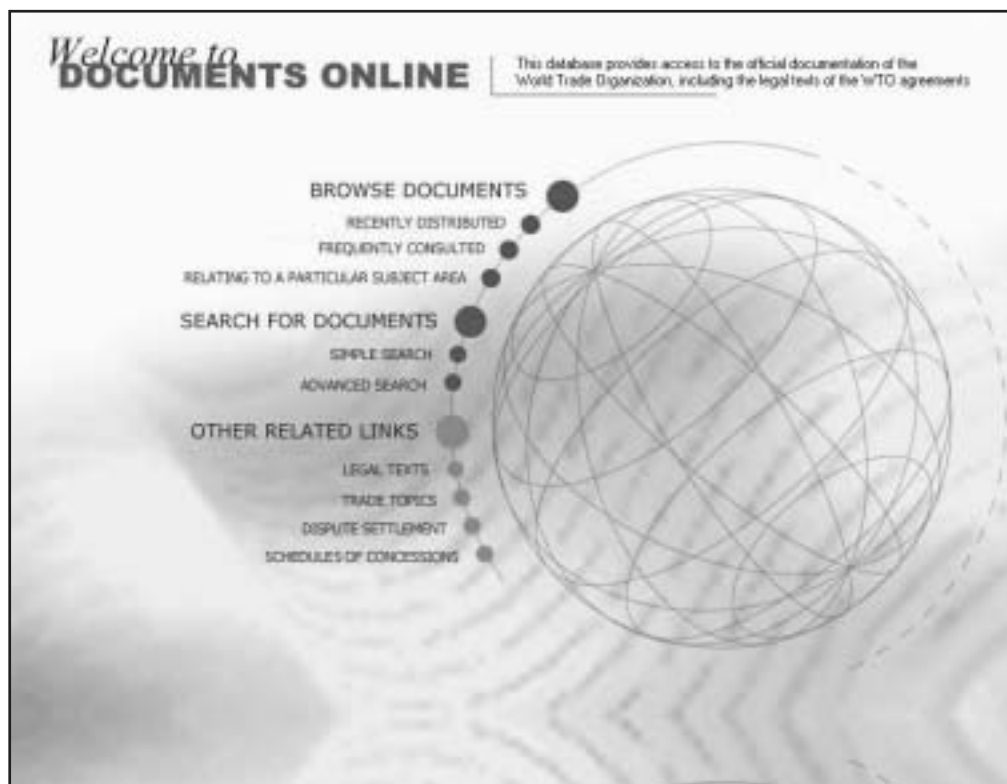 Welcome to
DOCUMENTS ONLINE
This database provides access to the official documentation of the
World Trade Organization, including the legal texts of the WTO agreements
BROWSE DOCUMENTS
RECENTLY DISTRIBUTED
FREQUENTLY CONSULTED
RELATING TO A PARTICULAR SUBJECT AREA
SEARCH FOR DOCUMENTS
SIMPLE SEARCH
ADVANCED SEARCH
OTHER RELATED LINKS
LEGAL TEXTS
TRADE TOPICS
DISPUTE SETTLEMENT
SCHEDULES OF CONCESSIONS